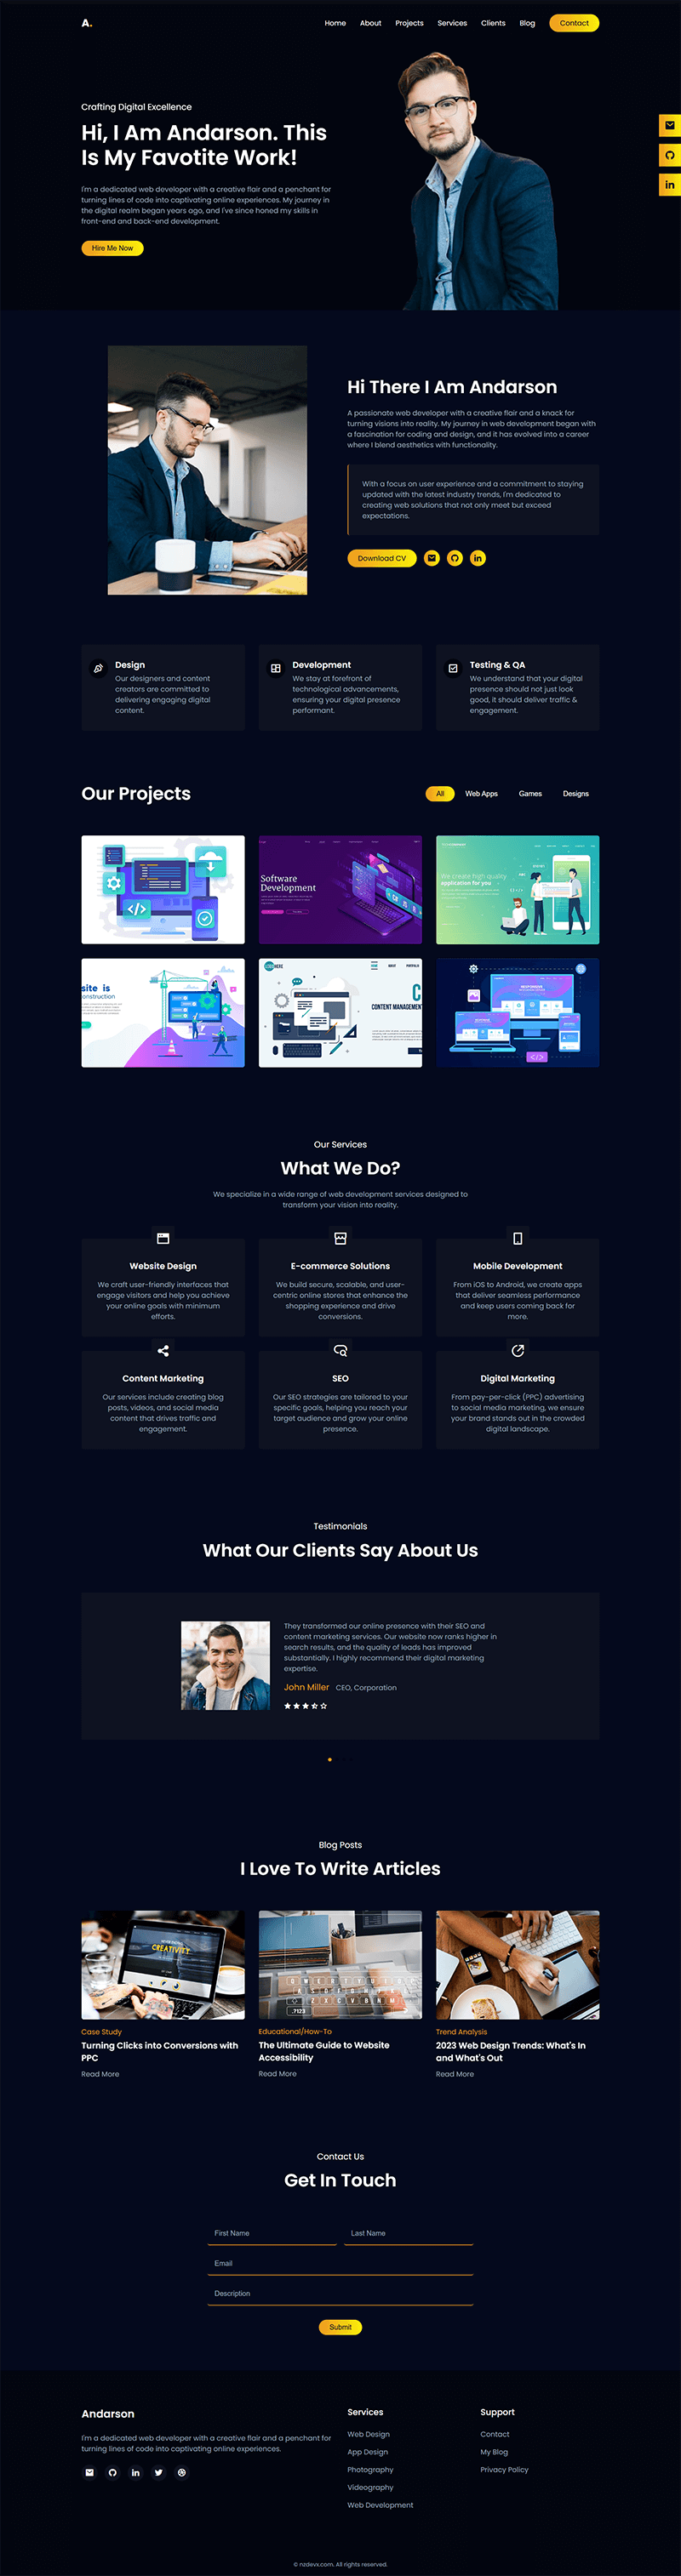 A.
Home About Projects Services Clients Blog Contact
Crafting Digital Excellence
Hi, I Am Andarson. This
Is My Favotite Work!
I'm a dedicated web developer with a creative flair and a penchant for
turning lines of code into captivating online experiences. My journey in
the digital realm began years ago, and I've since honed my skills in
front-end and back-end development.
Hire Me Now
Hi There I Am Andarson
A passionate web developer with a creative flair and a knack for
turning visions into reality. My journey in web development began with
a fascination for coding and design, and it has evolved into a career
where I blend aesthetics with functionality.
With a focus on user experience and a commitment to staying
updated with the latest industry trends, I'm dedicated to
creating web solutions that not only meet but exceed
expectations.
Download CV
Design
Our designers and content
creators are committed to
delivering engaging digital
content.
Development
We stay at forefront of
technological advancements,
ensuring your digital presence
performant.
Testing & QA
We understand that your digital
presence should not just look
good, it should deliver traffic &
engagement.
Our Projects
All Web Apps Games Designs
Software
Development
We create high quality
application for you
site is
onstruction
HERE
C
CONTENT MANAGEMENT
Our Services
What We Do?
We specialize in a wide range of web development services designed to
transform your vision into reality.
Website Design
We craft user-friendly interfaces that
engage visitors and help you achieve
your online goals with minimum
efforts.
E-commerce Solutions
We build secure, scalable, and user-
centric online stores that enhance the
shopping experience and drive
conversions.
Mobile Development
From iOS to Android, we create apps
that deliver seamless performance
and keep users coming back for
more.
Content Marketing
Our services include creating blog
posts, videos, and social media
content that drives traffic and
engagement.
SEO
Our SEO strategies are tailored to your
specific goals, helping you reach your
target audience and grow your online
presence.
Digital Marketing
From pay-per-click (PPC) advertising
to social media marketing, we ensure
your brand stands out in the crowded
digital landscape.
Testimonials
What Our Clients Say About Us
They transformed our online presence with their SEO and
content marketing services. Our website now ranks higher in
search results, and the quality of leads has improved
substantially. I highly recommend their digital marketing
expertise.
John Miller CEO, Corporation
Blog Posts
I Love To Write Articles
CREATIVITY
Case Study
Turning Clicks into Conversions with
PPC
Read More
Q W E R T Y U I O P
.?123
Educational/How-To
The Ultimate Guide to Website
Accessibility
Read More
Trend Analysis
2023 Web Design Trends: What's In
and What's Out
Read More
Contact Us
Get In Touch
First Name Last Name
Email
Description
Submit
Andarson
I'm a dedicated web developer with a creative flair and a penchant for
turning lines of code into captivating online experiences.
Services
Web Design
App Design
Photography
Videography
Web Development
Support
Contact
My Blog
Privacy Policy
© nzdevx.com. All rights reserved.